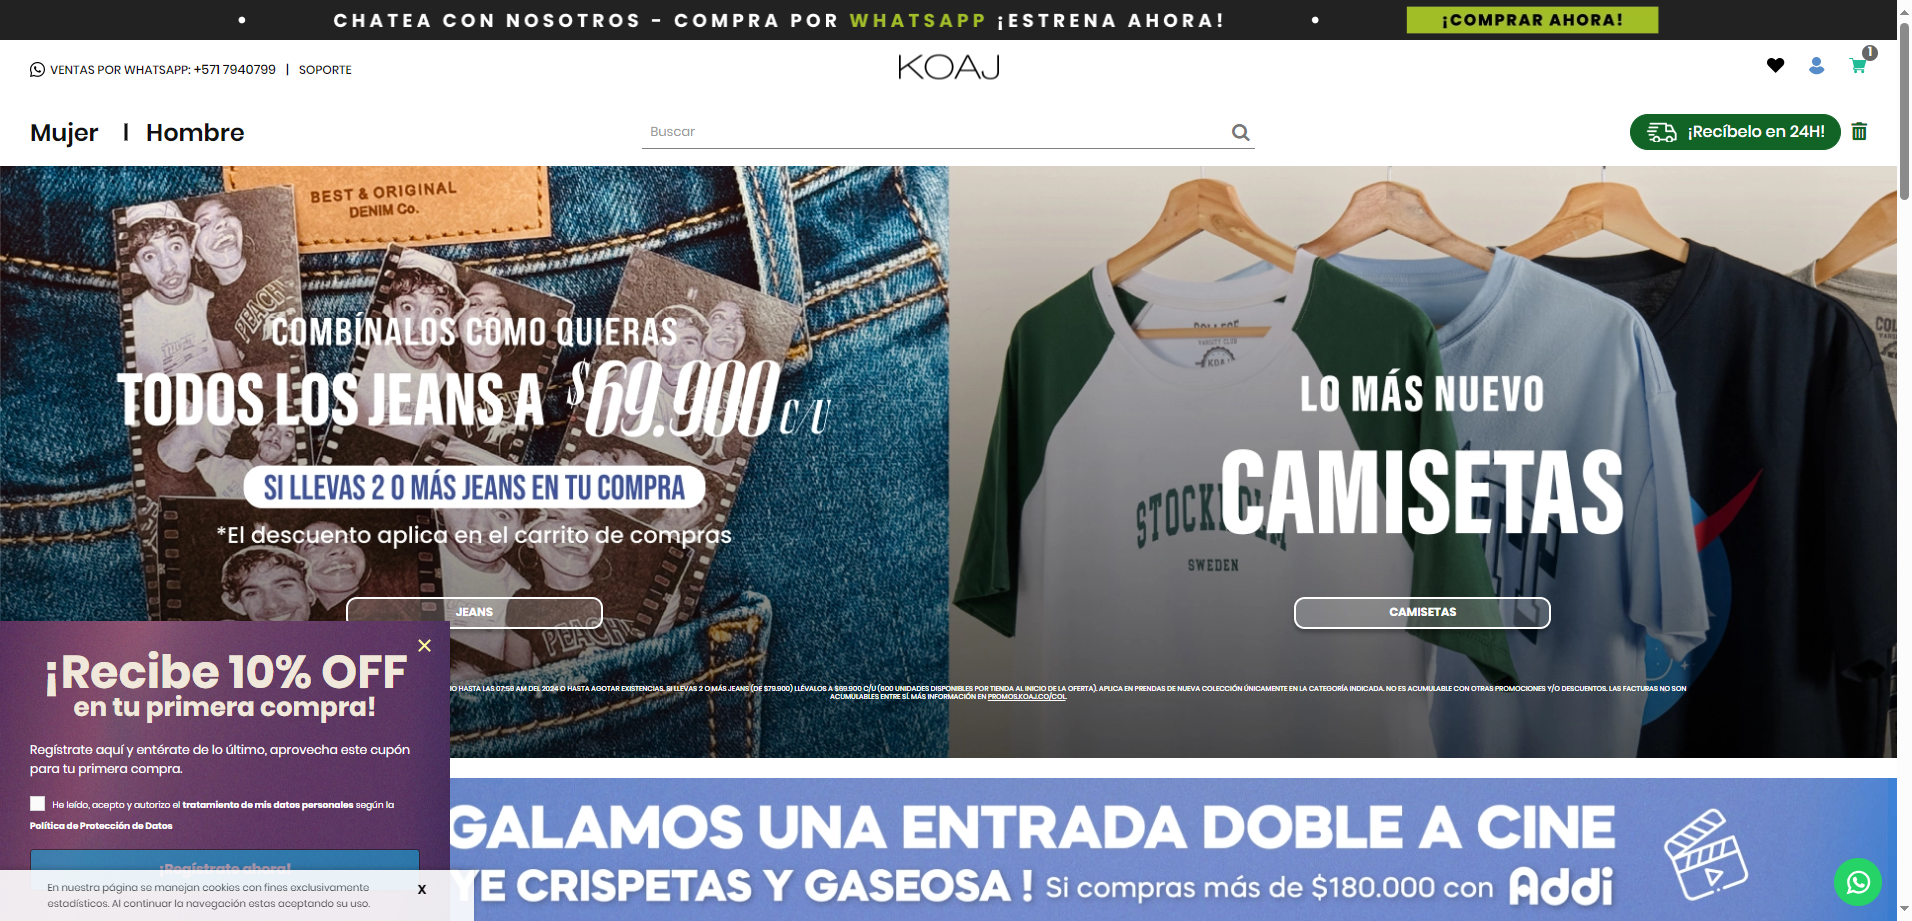 CHATEA CON NOSOTROS - COMPRA POR WHATSAPP ¡ESTRENA AHORA!
¡COMPRAR AHORA!
VENTAS POR WHATSAPP: +571 7940799 | SOPORTE
KOAJ
1
Mujer | Hombre
Buscar
¡Recíbelo en 24H!
BEST & ORIGINAL
DENIM Co.
COMBÍNALOS COMO QUIERAS
TODOS LOS JEANS A $69.900 C/U
SI LLEVAS 2 O MÁS JEANS EN TU COMPRA
*El descuento aplica en el carrito de compras
JEANS
PEACHY
COLLEGE
VARSITY CLUB
KOAJ
LO MÁS NUEVO
CAMISETAS
SWEDEN
CAMISETAS
IO HASTA LAS 07:59 AM DEL 2024 O HASTA AGOTAR EXISTENCIAS. SI LLEVAS 2 O MÁS JEANS (DE $79.900) LLÉVALOS A $69.900 C/U (600 UNIDADES DISPONIBLES POR TIENDA AL INICIO DE LA OFERTA). APLICA EN PRENDAS DE NUEVA COLECCIÓN ÚNICAMENTE EN LA CATEGORÍA INDICADA. NO ES ACUMULABLE CON OTRAS PROMOCIONES Y/O DESCUENTOS. LAS FACTURAS NO SON
ACUMULABLES ENTRE SÍ. MÁS INFORMACIÓN EN PROMOS.KOAJ.CO/COL
¡Recibe 10% OFF
en tu primera compra!
Regístrate aquí y entérate de lo último, aprovecha este cupón
para tu primera compra.
He leído, acepto y autorizo el tratamiento de mis datos personales según la
Política de Protección de Datos
¡Regístrate ahora!
En nuestra página se manejan cookies con fines exclusivamente
estadísticos. Al continuar la navegación estas aceptando su uso.
X
GALAMOS UNA ENTRADA DOBLE A CINE
YE CRISPETAS Y GASEOSA ! Si compras más de $180.000 con Addi